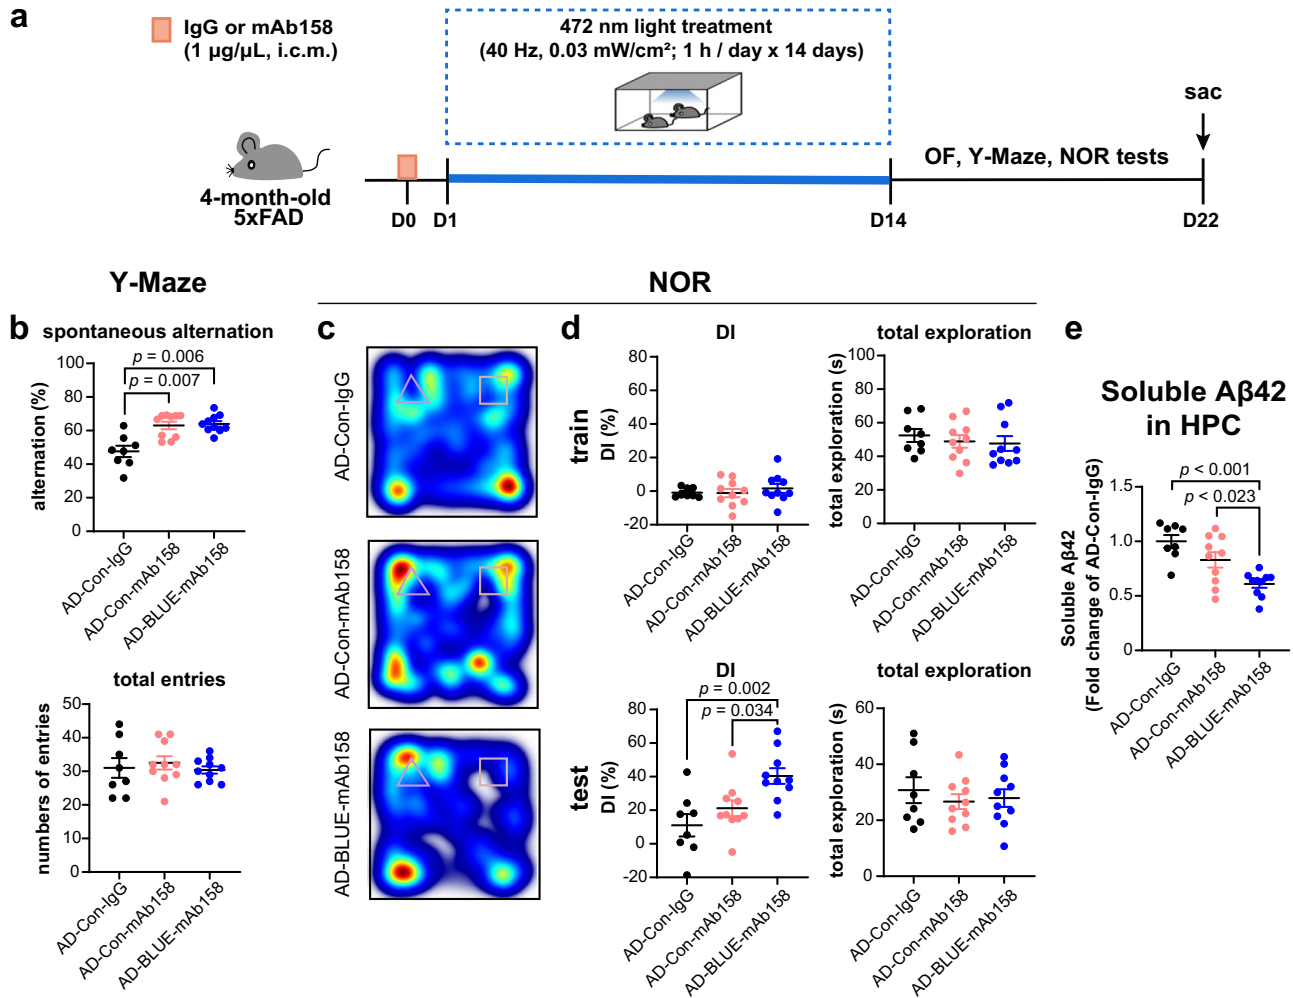 a
IgG or mAb158
(1 µg/µL, i.c.m.)
472 nm light treatment
(40 Hz, 0.03 mW/cm²; 1 h / day x 14 days)
sac
OF, Y-Maze, NOR tests
4-month-old
5xFAD
D0
D1
D14
D22
Y-Maze
NOR
b
spontaneous alternation
p = 0.006
p = 0.007
alternation (%)
100
80
60
40
20
0
AD-Con-IgG
AD-Con-mAb158
AD-BLUE-mAb158
total entries
numbers of entries
50
40
30
20
10
0
AD-Con-IgG
AD-Con-mAb158
AD-BLUE-mAb158
c
AD-Con-IgG
AD-Con-mAb158
AD-BLUE-mAb158
d
train
DI
DI (%)
80
60
40
20
0
-20
AD-Con-IgG
AD-Con-mAb158
AD-BLUE-mAb158
total exploration
total exploration (s)
100
80
60
40
20
0
AD-Con-IgG
AD-Con-mAb158
AD-BLUE-mAb158
test
DI
p = 0.002
p = 0.034
DI (%)
80
60
40
20
0
-20
AD-Con-IgG
AD-Con-mAb158
AD-BLUE-mAb158
total exploration
total exploration (s)
60
40
20
0
AD-Con-IgG
AD-Con-mAb158
AD-BLUE-mAb158
e
Soluble Aβ42
in HPC
p < 0.001
p < 0.023
Soluble Aβ42
(Fold change of AD-Con-IgG)
1.5
1.0
0.5
0
AD-Con-IgG
AD-Con-mAb158
AD-BLUE-mAb158